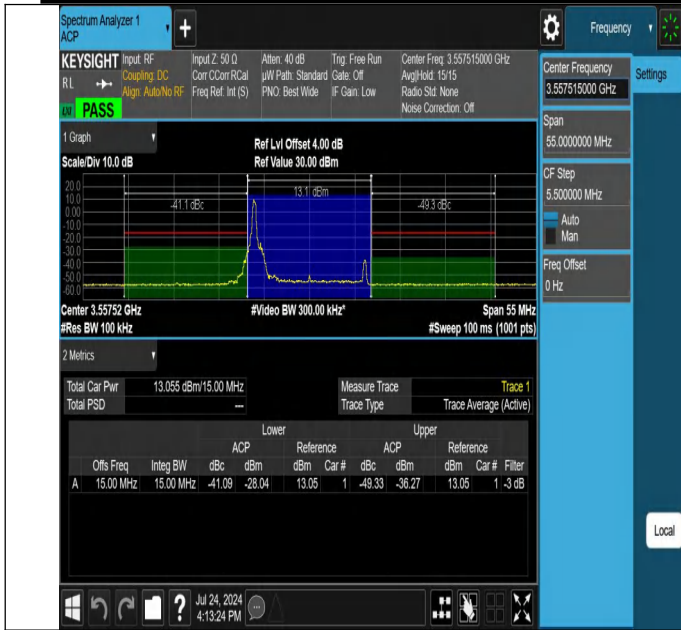 Spectrum Analyzer 1
ACP
+
Frequency
KEYSIGHT Input: RF Input Z: 50 Ω Atten: 40 dB Trig: Free Run Center Freq: 3.557515000 GHz
RL Coupling: DC Corr CCorr RCal µW Path: Standard Gate: Off Avg|Hold: 15/15
Align: Auto/No RF Freq Ref: Int (S) PNO: Best Wide IF Gain: Low Radio Std: None
Noise Correction: Off
LXI PASS
Center Frequency
3.557515000 GHz
Settings
Span
55.0000000 MHz
CF Step
5.500000 MHz
Auto
Man
Freq Offset
0 Hz
1 Graph
Ref Lvl Offset 4.00 dB
Scale/Div 10.0 dB Ref Value 30.00 dBm
20.0
10.0
0.00
-10.0
-20.0
-30.0
-40.0
-50.0
-60.0
-41.1 dBc 13.1 dBm -49.3 dBc
Center 3.55752 GHz #Video BW 300.00 kHz* Span 55 MHz
#Res BW 100 kHz #Sweep 100 ms (1001 pts)
2 Metrics
Total Car Pwr 13.055 dBm/15.00 MHz Measure Trace Trace 1
Total PSD --- Trace Type Trace Average (Active)
Lower Upper
ACP Reference ACP Reference
Offs Freq Integ BW dBc dBm dBm Car # dBc dBm dBm Car # Filter
A 15.00 MHz 15.00 MHz -41.09 -28.04 13.05 1 -49.33 -36.27 13.05 1 -3 dB
Local
? Jul 24, 2024
4:13:24 PM